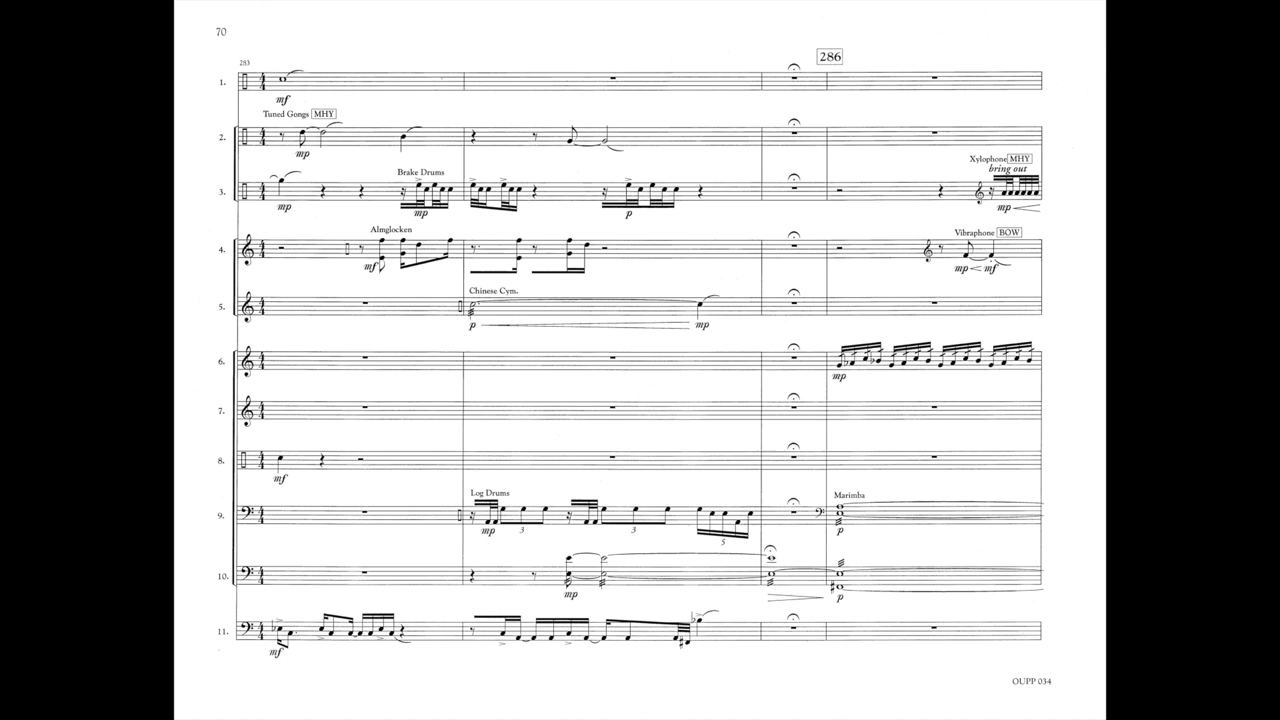 70
283
286
1.
mf
Tuned Gongs MHY
2.
mp
Xylophone MHY
bring out
Brake Drums
3.
mp
mp
p
mp
Almglocken
Vibraphone BOW
4.
mf
mp mf
Chinese Cym.
5.
p
mp
6.
mp
7.
8.
mf
Log Drums
Marimba
9.
mp
3
3
5
p
10.
mp
p
11.
mf
OUPP 034